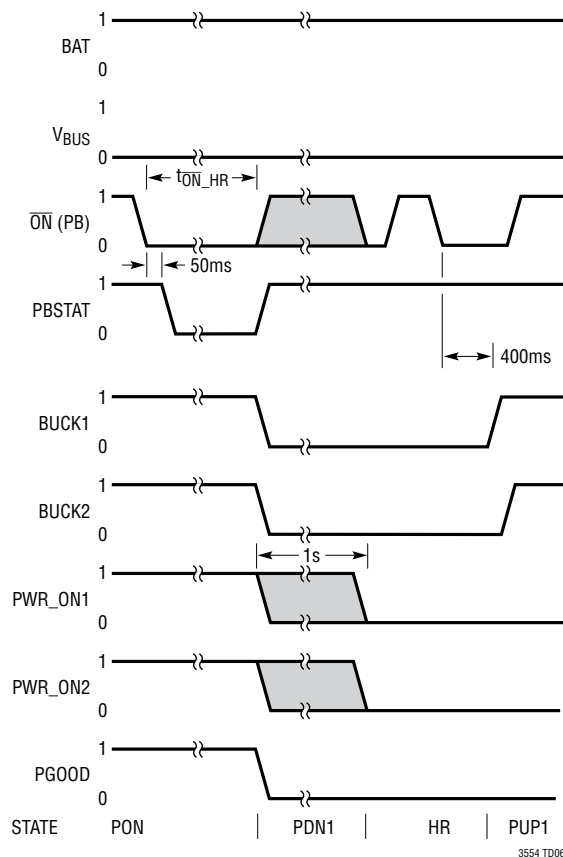 1
BAT
0
1
VBUS
0
tON_HR
1
ON (PB)
0
50ms
1
PBSTAT
0
400ms
1
BUCK1
0
1
BUCK2
0
1s
1
PWR_ON1
0
1
PWR_ON2
0
1
PGOOD
0
STATE PON PDN1 HR PUP1
3554 TD06